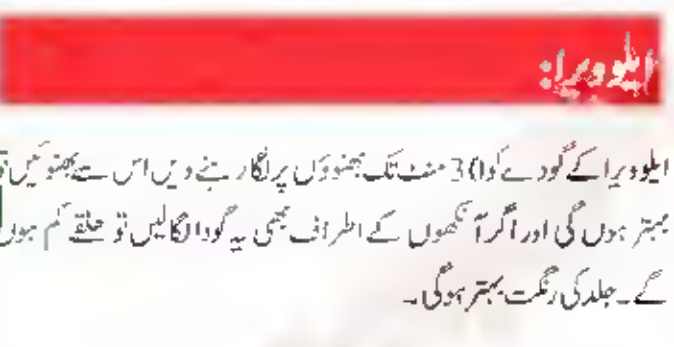 ایلوویرا:
ایلوویرا کے گودے کو 30 منٹ تک بھنوؤں پر لگا رہنے دیں اس سے بھنوئیں
بہتر ہوں گی اور اگر آنکھوں کے اطراف بھی یہ گودا لگالیں تو حلقے کم ہوں
گے۔ جلد کی رنگت بہتر ہوگی۔